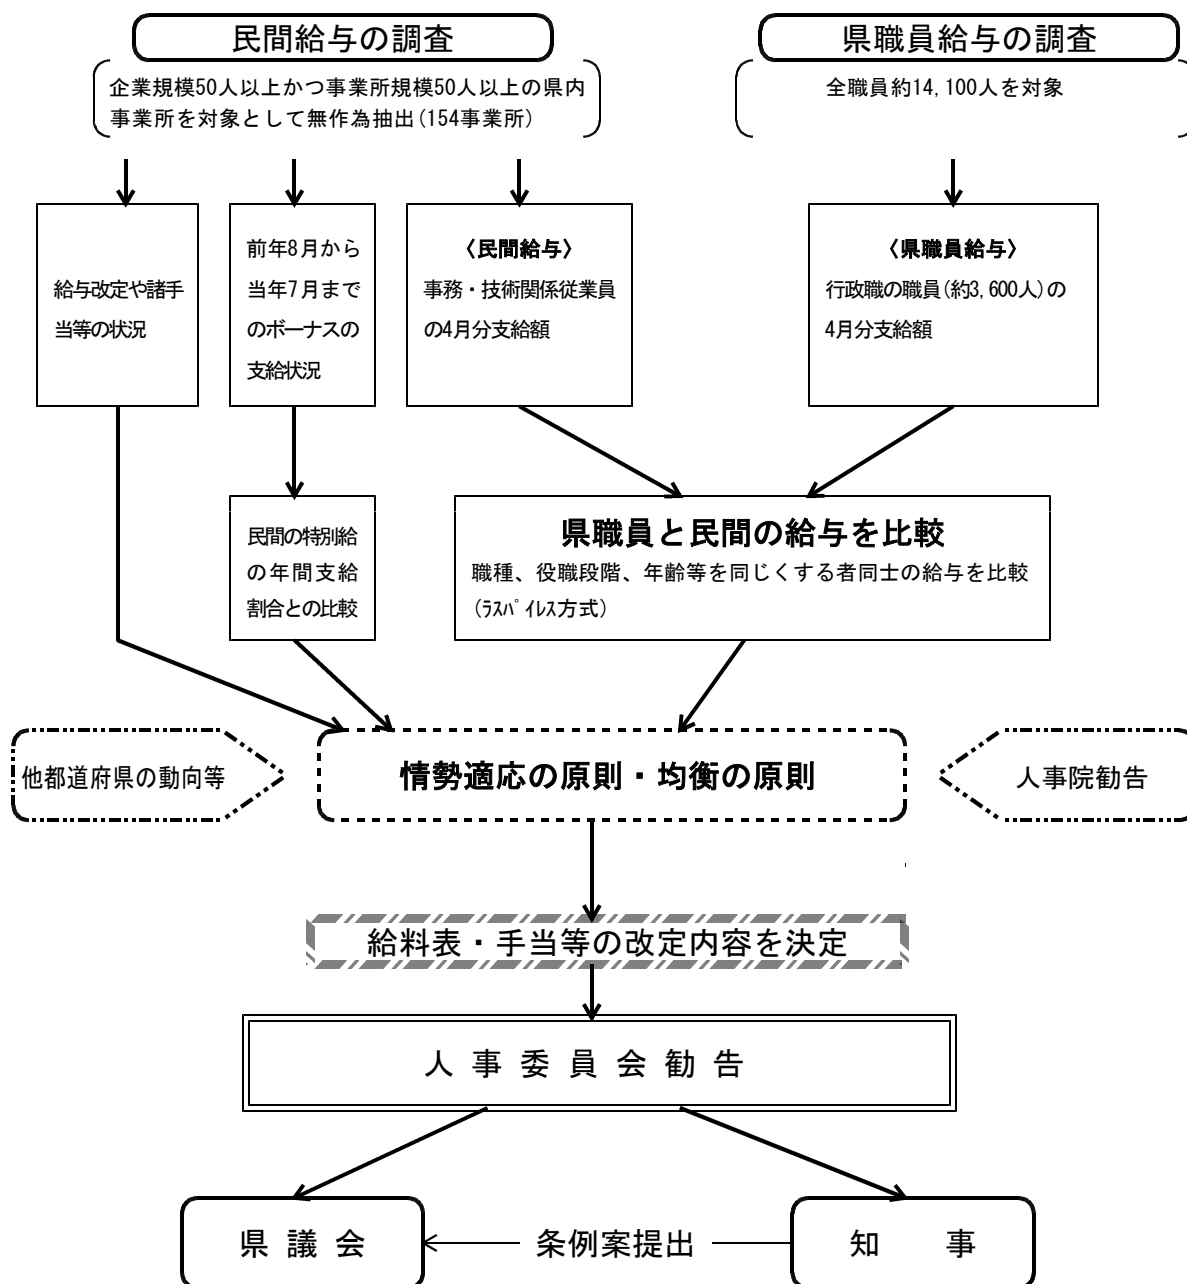 民間給与の調査
県職員給与の調査
企業規模50人以上かつ事業所規模50人以上の県内
事業所を対象として無作為抽出(154事業所)
全職員約14,100人を対象
給与改定や諸手
当等の状況
前年8月から
当年7月まで
のボーナスの
支給状況
〈民間給与〉
事務・技術関係従業員
の4月分支給額
〈県職員給与〉
行政職の職員(約3,600人)の
4月分支給額
民間の特別給
の年間支給
割合との比較
県職員と民間の給与を比較
職種、役職段階、年齢等を同じくする者同士の給与を比較
(ﾗｽﾊﾟｲﾚｽ方式)
他都道府県の動向等
情勢適応の原則・均衡の原則
人事院勧告
給料表・手当等の改定内容を決定
人事委員会勧告
県議会
条例案提出
知事